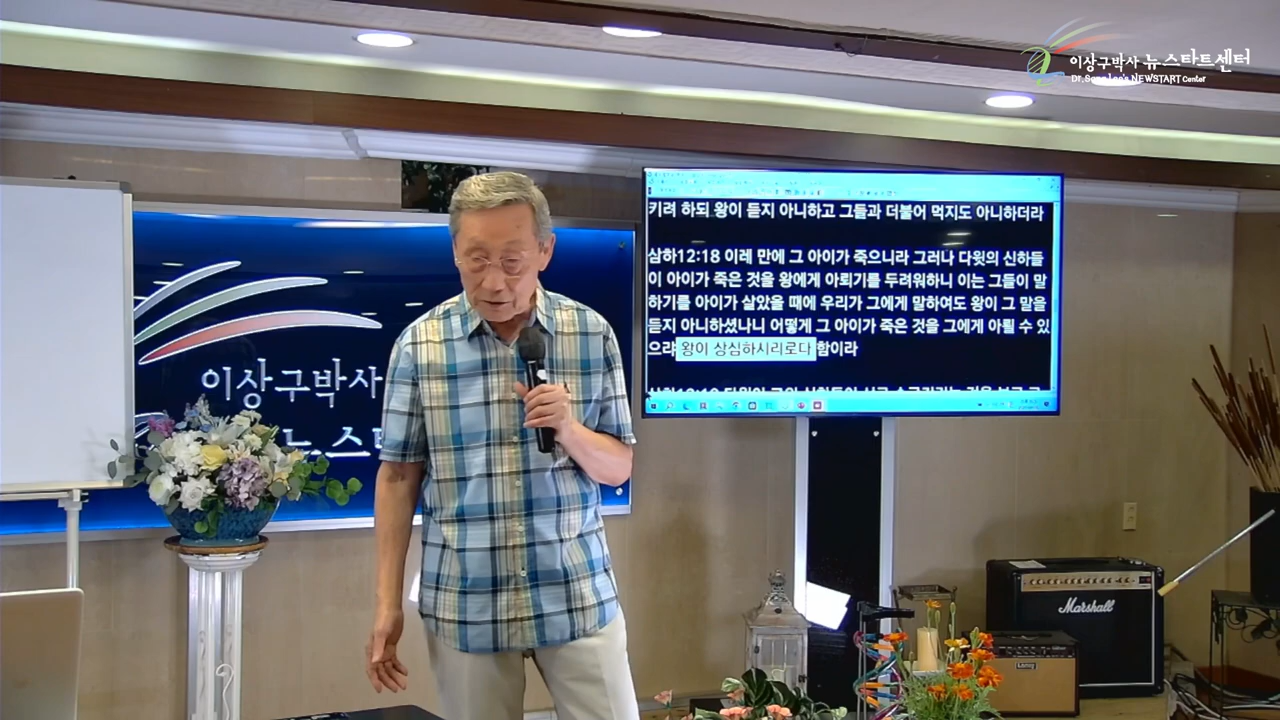 이상구박사 뉴스타트센터
Dr. Sang Lee's NEWSTART Center
키려 하되 왕이 듣지 아니하고 그들과 더불어 먹지도 아니하더라
삼하12:18 이레 만에 그 아이가 죽으니라 그러나 다윗의 신하들
이 아이가 죽은 것을 왕에게 아뢰기를 두려워하니 이는 그들이 말
하기를 아이가 살았을 때에 우리가 그에게 말하여도 왕이 그 말을
듣지 아니하셨나니 어떻게 그 아이가 죽은 것을 그에게 아뢸 수 있
으랴 왕이 상심하시리로다 함이라
이상구박사
뉴스타
Marshall
Laney